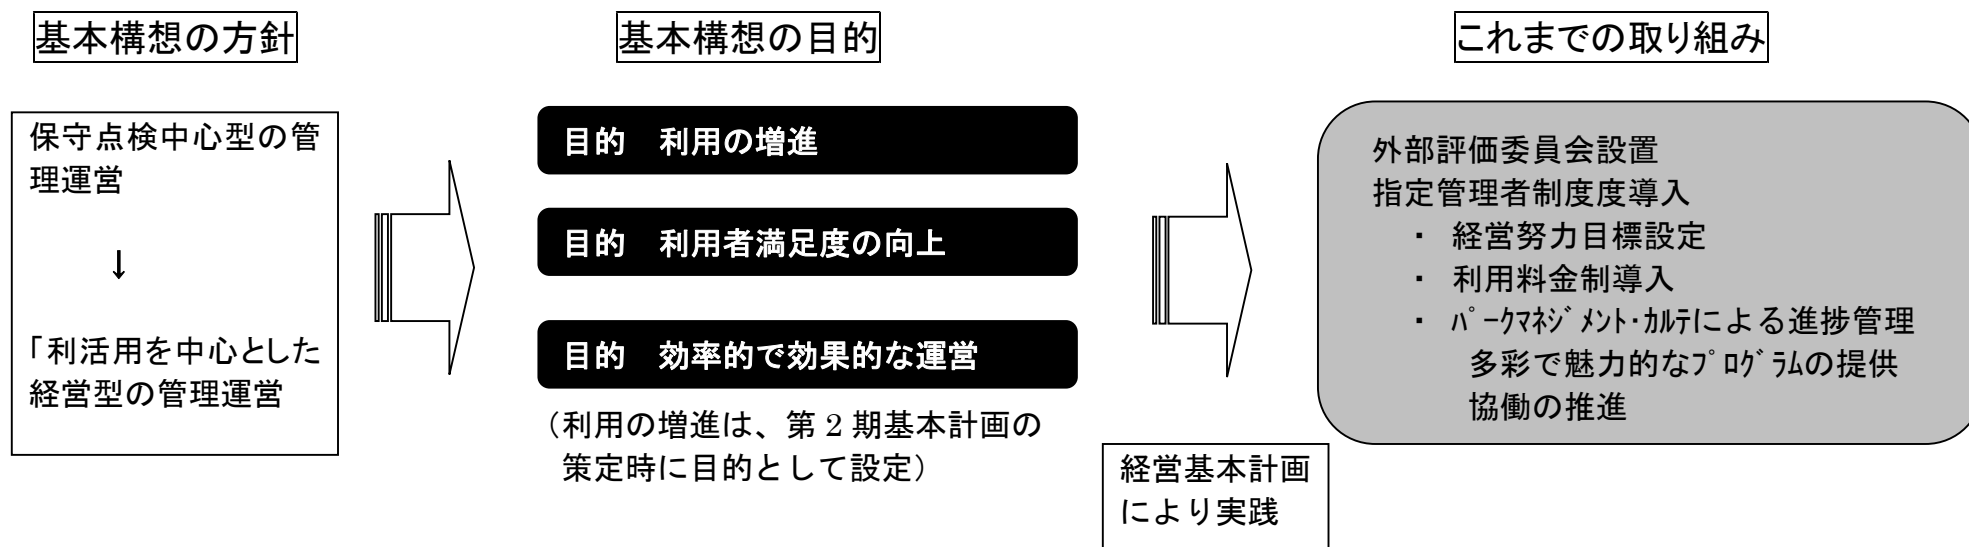 基本構想の方針
基本構想の目的
これまでの取り組み
保守点検中心型の管
理運営
↓
「利活用を中心とした
経営型の管理運営
目的　利用の増進
目的　利用者満足度の向上
目的　効率的で効果的な運営
（利用の増進は、第 2 期基本計画の
策定時に目的として設定）
経営基本計画
により実践
外部評価委員会設置
指定管理者制度度導入
・ 経営努力目標設定
・ 利用料金制導入
・ ﾊﾟｰｸﾏﾈｼﾞﾒﾝﾄ･ｶﾙﾃによる進捗管理
多彩で魅力的なﾌﾟﾛｸﾞﾗﾑの提供
協働の推進